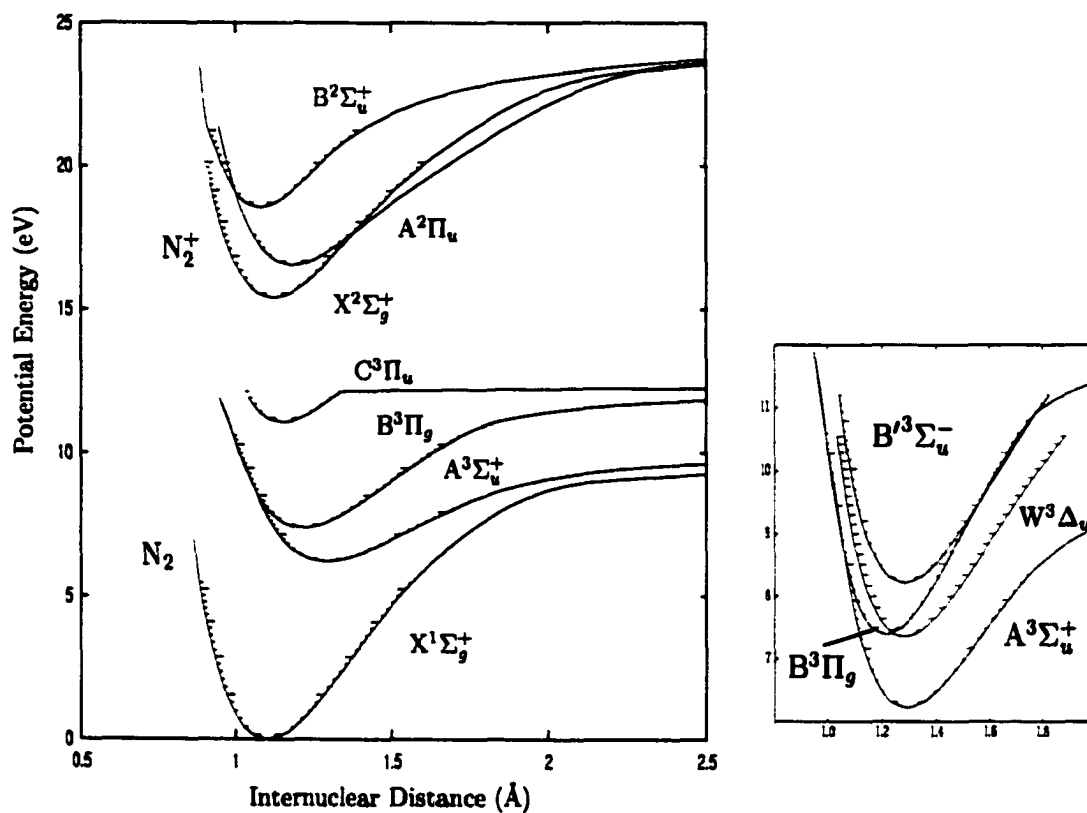 25
20
15
10
5
0
Potential Energy (eV)
B²Σᵤ⁺
N₂⁺
A²Πᵤ
X²Σg⁺
C³Πᵤ
B³Πg
A³Σᵤ⁺
N₂
X¹Σg⁺
0.5 1 1.5 2 2.5
Internuclear Distance (Å)
11
10
9
8
7
B′³Σᵤ⁻
W³Δᵤ
A³Σᵤ⁺
B³Πg
1.0 1.2 1.4 1.6 1.8